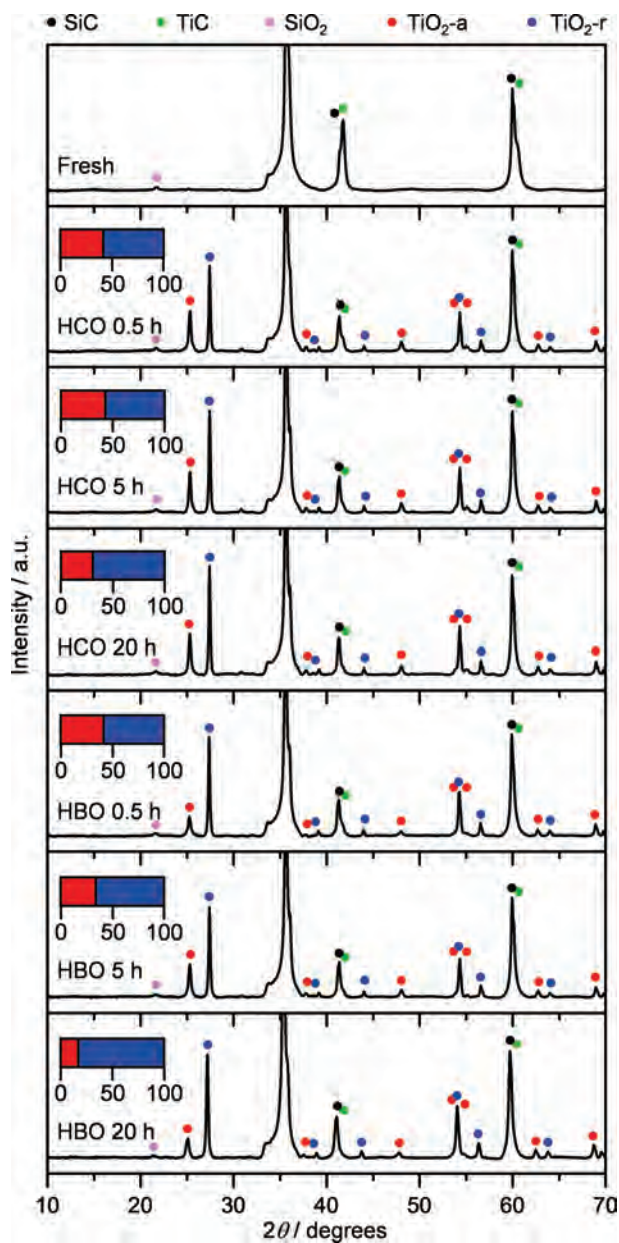 SiC TiC SiO₂ TiO₂-a TiO₂-r
Fresh
0 50 100
HCO 0.5 h
0 50 100
HCO 5 h
0 50 100
HCO 20 h
0 50 100
HBO 0.5 h
0 50 100
HBO 5 h
0 50 100
HBO 20 h
Intensity / a.u.
10 20 30 40 50 60 70
2θ / degrees